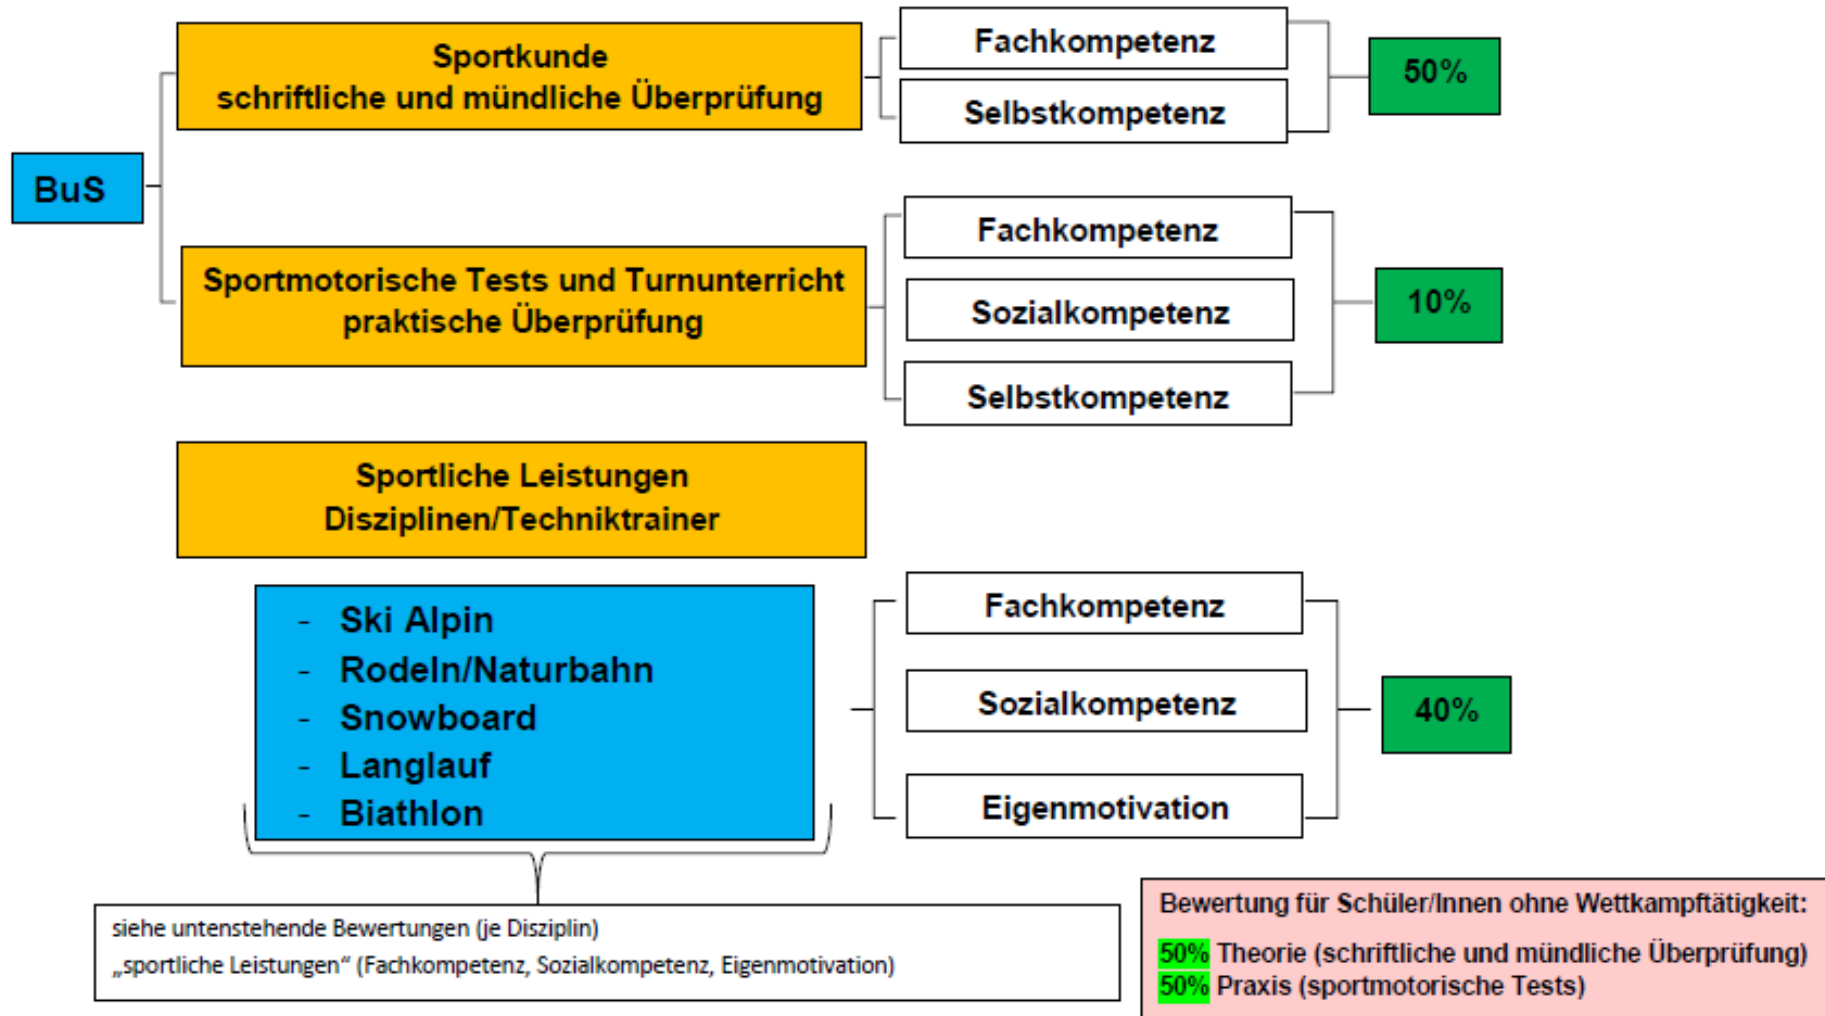 BuS
Sportkunde
schriftliche und mündliche Überprüfung
Fachkompetenz
Selbstkompetenz
50%
Sportmotorische Tests und Turnunterricht
praktische Überprüfung
Fachkompetenz
Sozialkompetenz
Selbstkompetenz
10%
Sportliche Leistungen
Disziplinen/Techniktrainer
- Ski Alpin
- Rodeln/Naturbahn
- Snowboard
- Langlauf
- Biathlon
Fachkompetenz
Sozialkompetenz
Eigenmotivation
40%
siehe untenstehende Bewertungen (je Disziplin)
„sportliche Leistungen“ (Fachkompetenz, Sozialkompetenz, Eigenmotivation)
Bewertung für Schüler/Innen ohne Wettkampftätigkeit:
50% Theorie (schriftliche und mündliche Überprüfung)
50% Praxis (sportmotorische Tests)